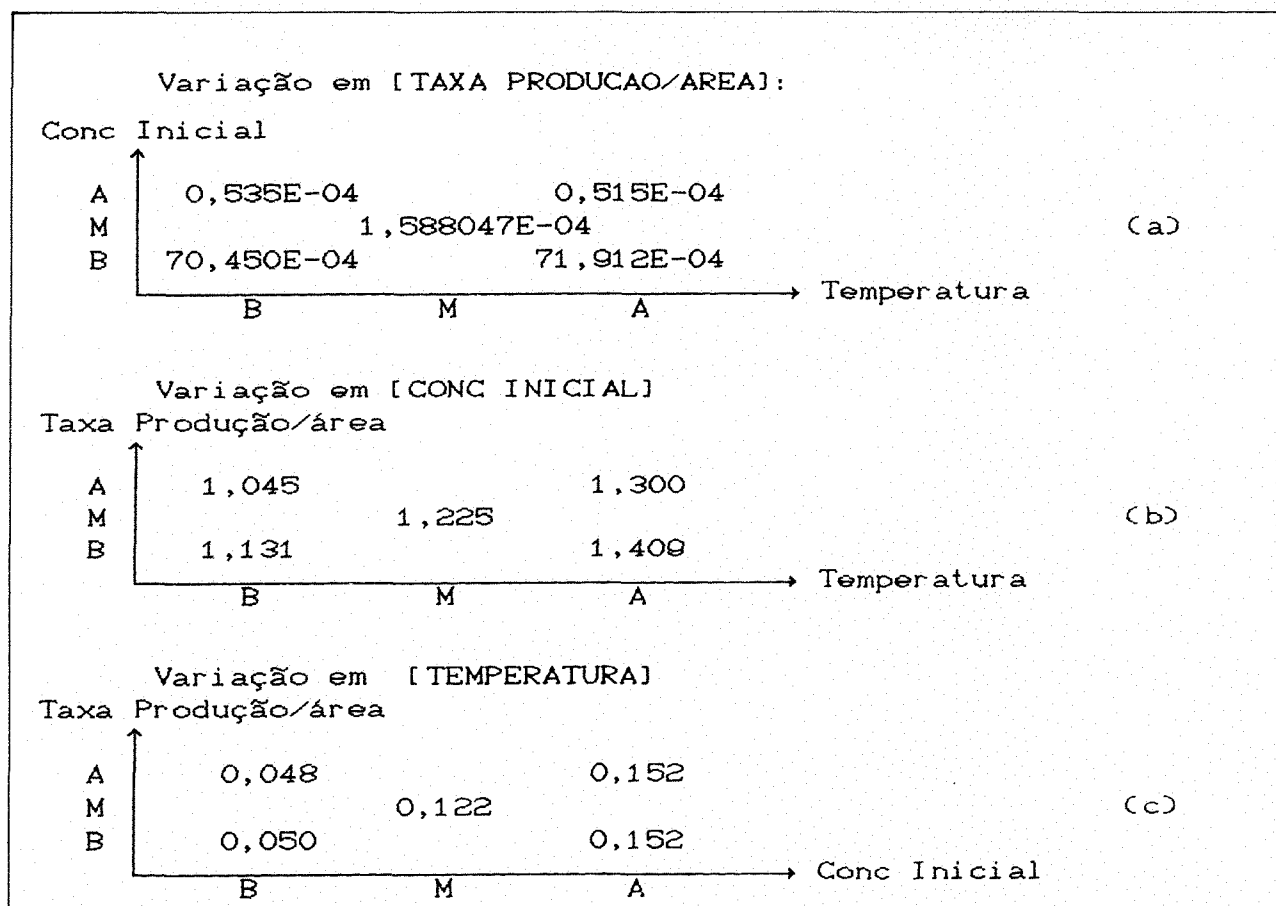 Variação em [TAXA PRODUCAO/AREA]:
Conc Inicial
A 0,535E-04 0,515E-04
M 1,588047E-04 (a)
B 70,450E-04 71,912E-04
Temperatura
B M A
Variação em [CONC INICIAL]
Taxa Produção/área
A 1,045 1,300
M 1,225 (b)
B 1,131 1,409
Temperatura
B M A
Variação em [TEMPERATURA]
Taxa Produção/área
A 0,048 0,152
M 0,122 (c)
B 0,050 0,152
Conc Inicial
B M A